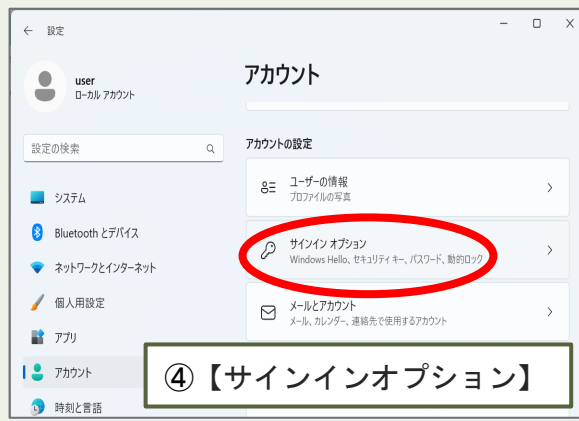 設定
user
ローカル アカウント
設定の検索
システム
Bluetooth とデバイス
ネットワークとインターネット
個人用設定
アプリ
アカウント
時刻と言語
アカウント
アカウントの設定
ユーザーの情報
プロファイルの写真
サインイン オプション
Windows Hello、セキュリティ キー、パスワード、動的ロック
メールとアカウント
メール、カレンダー、連絡先で使用するアカウント
④【サインインオプション】